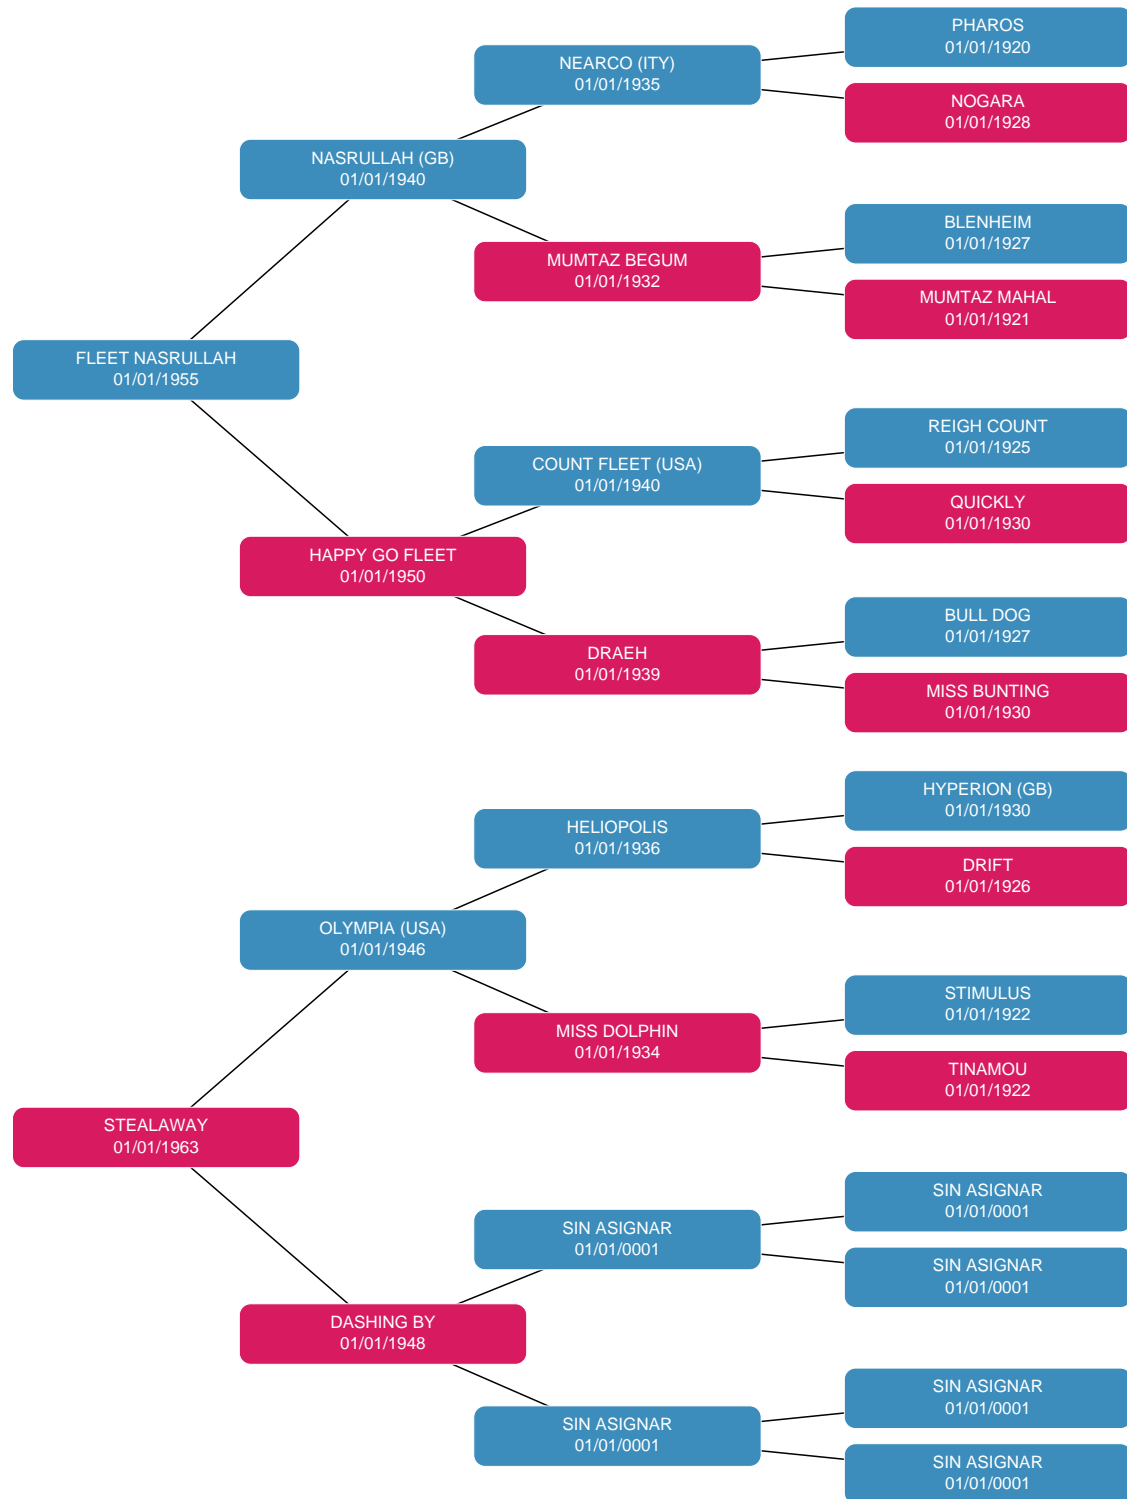 PHAROS
01/01/1920
NEARCO (ITY)
01/01/1935
NOGARA
01/01/1928
NASRULLAH (GB)
01/01/1940
BLENHEIM
01/01/1927
MUMTAZ BEGUM
01/01/1932
MUMTAZ MAHAL
01/01/1921
FLEET NASRULLAH
01/01/1955
REIGH COUNT
01/01/1925
COUNT FLEET (USA)
01/01/1940
QUICKLY
01/01/1930
HAPPY GO FLEET
01/01/1950
BULL DOG
01/01/1927
DRAEH
01/01/1939
MISS BUNTING
01/01/1930
HYPERION (GB)
01/01/1930
HELIOPOLIS
01/01/1936
DRIFT
01/01/1926
OLYMPIA (USA)
01/01/1946
STIMULUS
01/01/1922
MISS DOLPHIN
01/01/1934
TINAMOU
01/01/1922
STEALAWAY
01/01/1963
SIN ASIGNAR
01/01/0001
SIN ASIGNAR
01/01/0001
SIN ASIGNAR
01/01/0001
DASHING BY
01/01/1948
SIN ASIGNAR
01/01/0001
SIN ASIGNAR
01/01/0001
SIN ASIGNAR
01/01/0001